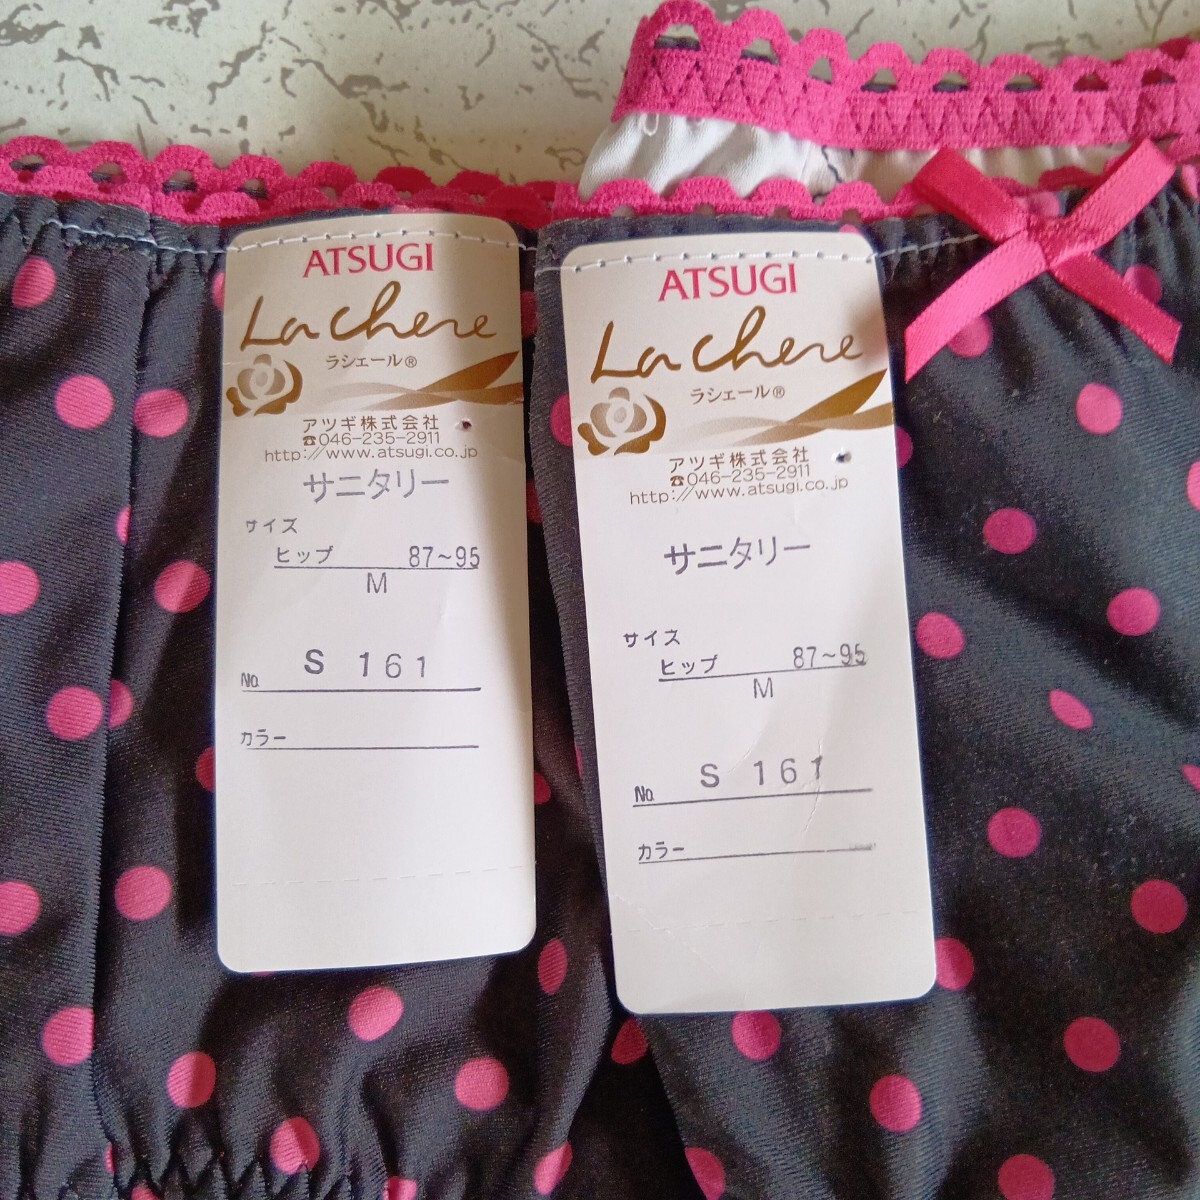 ATSUGI
La chere
ラシェール®
アツギ株式会社
☎046-235-2911
http://www.atsugi.co.jp
サニタリー
サイズ
ヒップ 87~95
M
No. S 161
カラー
ATSUGI
La chere
ラシェール®
アツギ株式会社
☎046-235-2911
http://www.atsugi.co.jp
サニタリー
サイズ
ヒップ 87~95
M
No. S 161
カラー